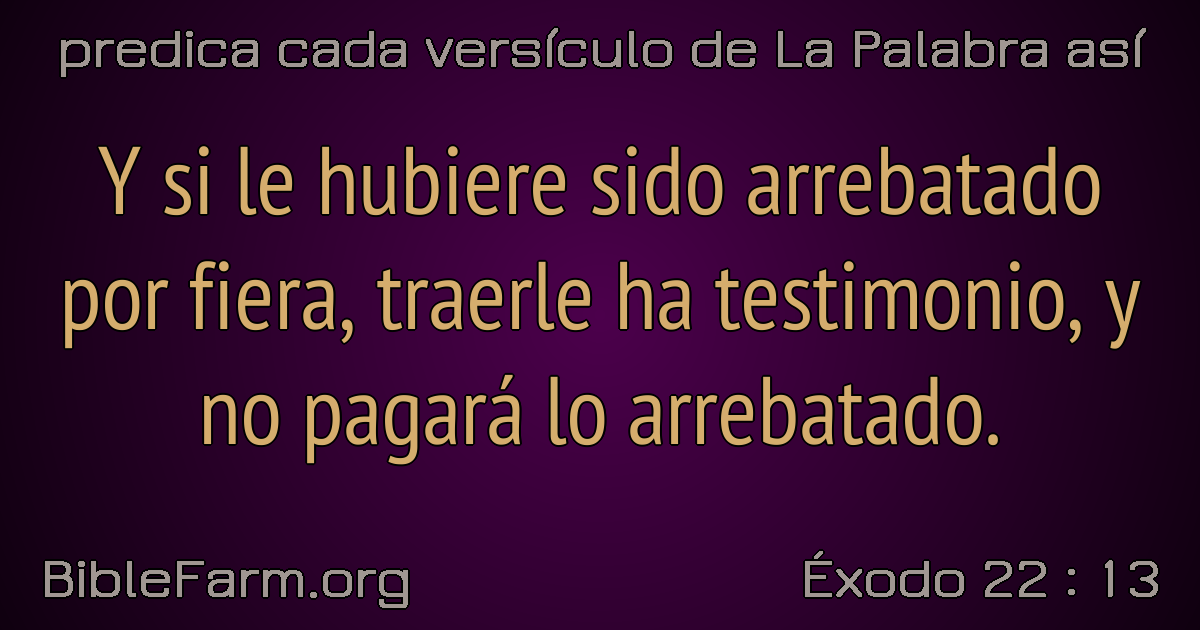 predica cada versículo de La Palabra así
Y si le hubiere sido arrebatado
por fiera, traerle ha testimonio, y
no pagará lo arrebatado.
BibleFarm.org
Éxodo 22 : 13